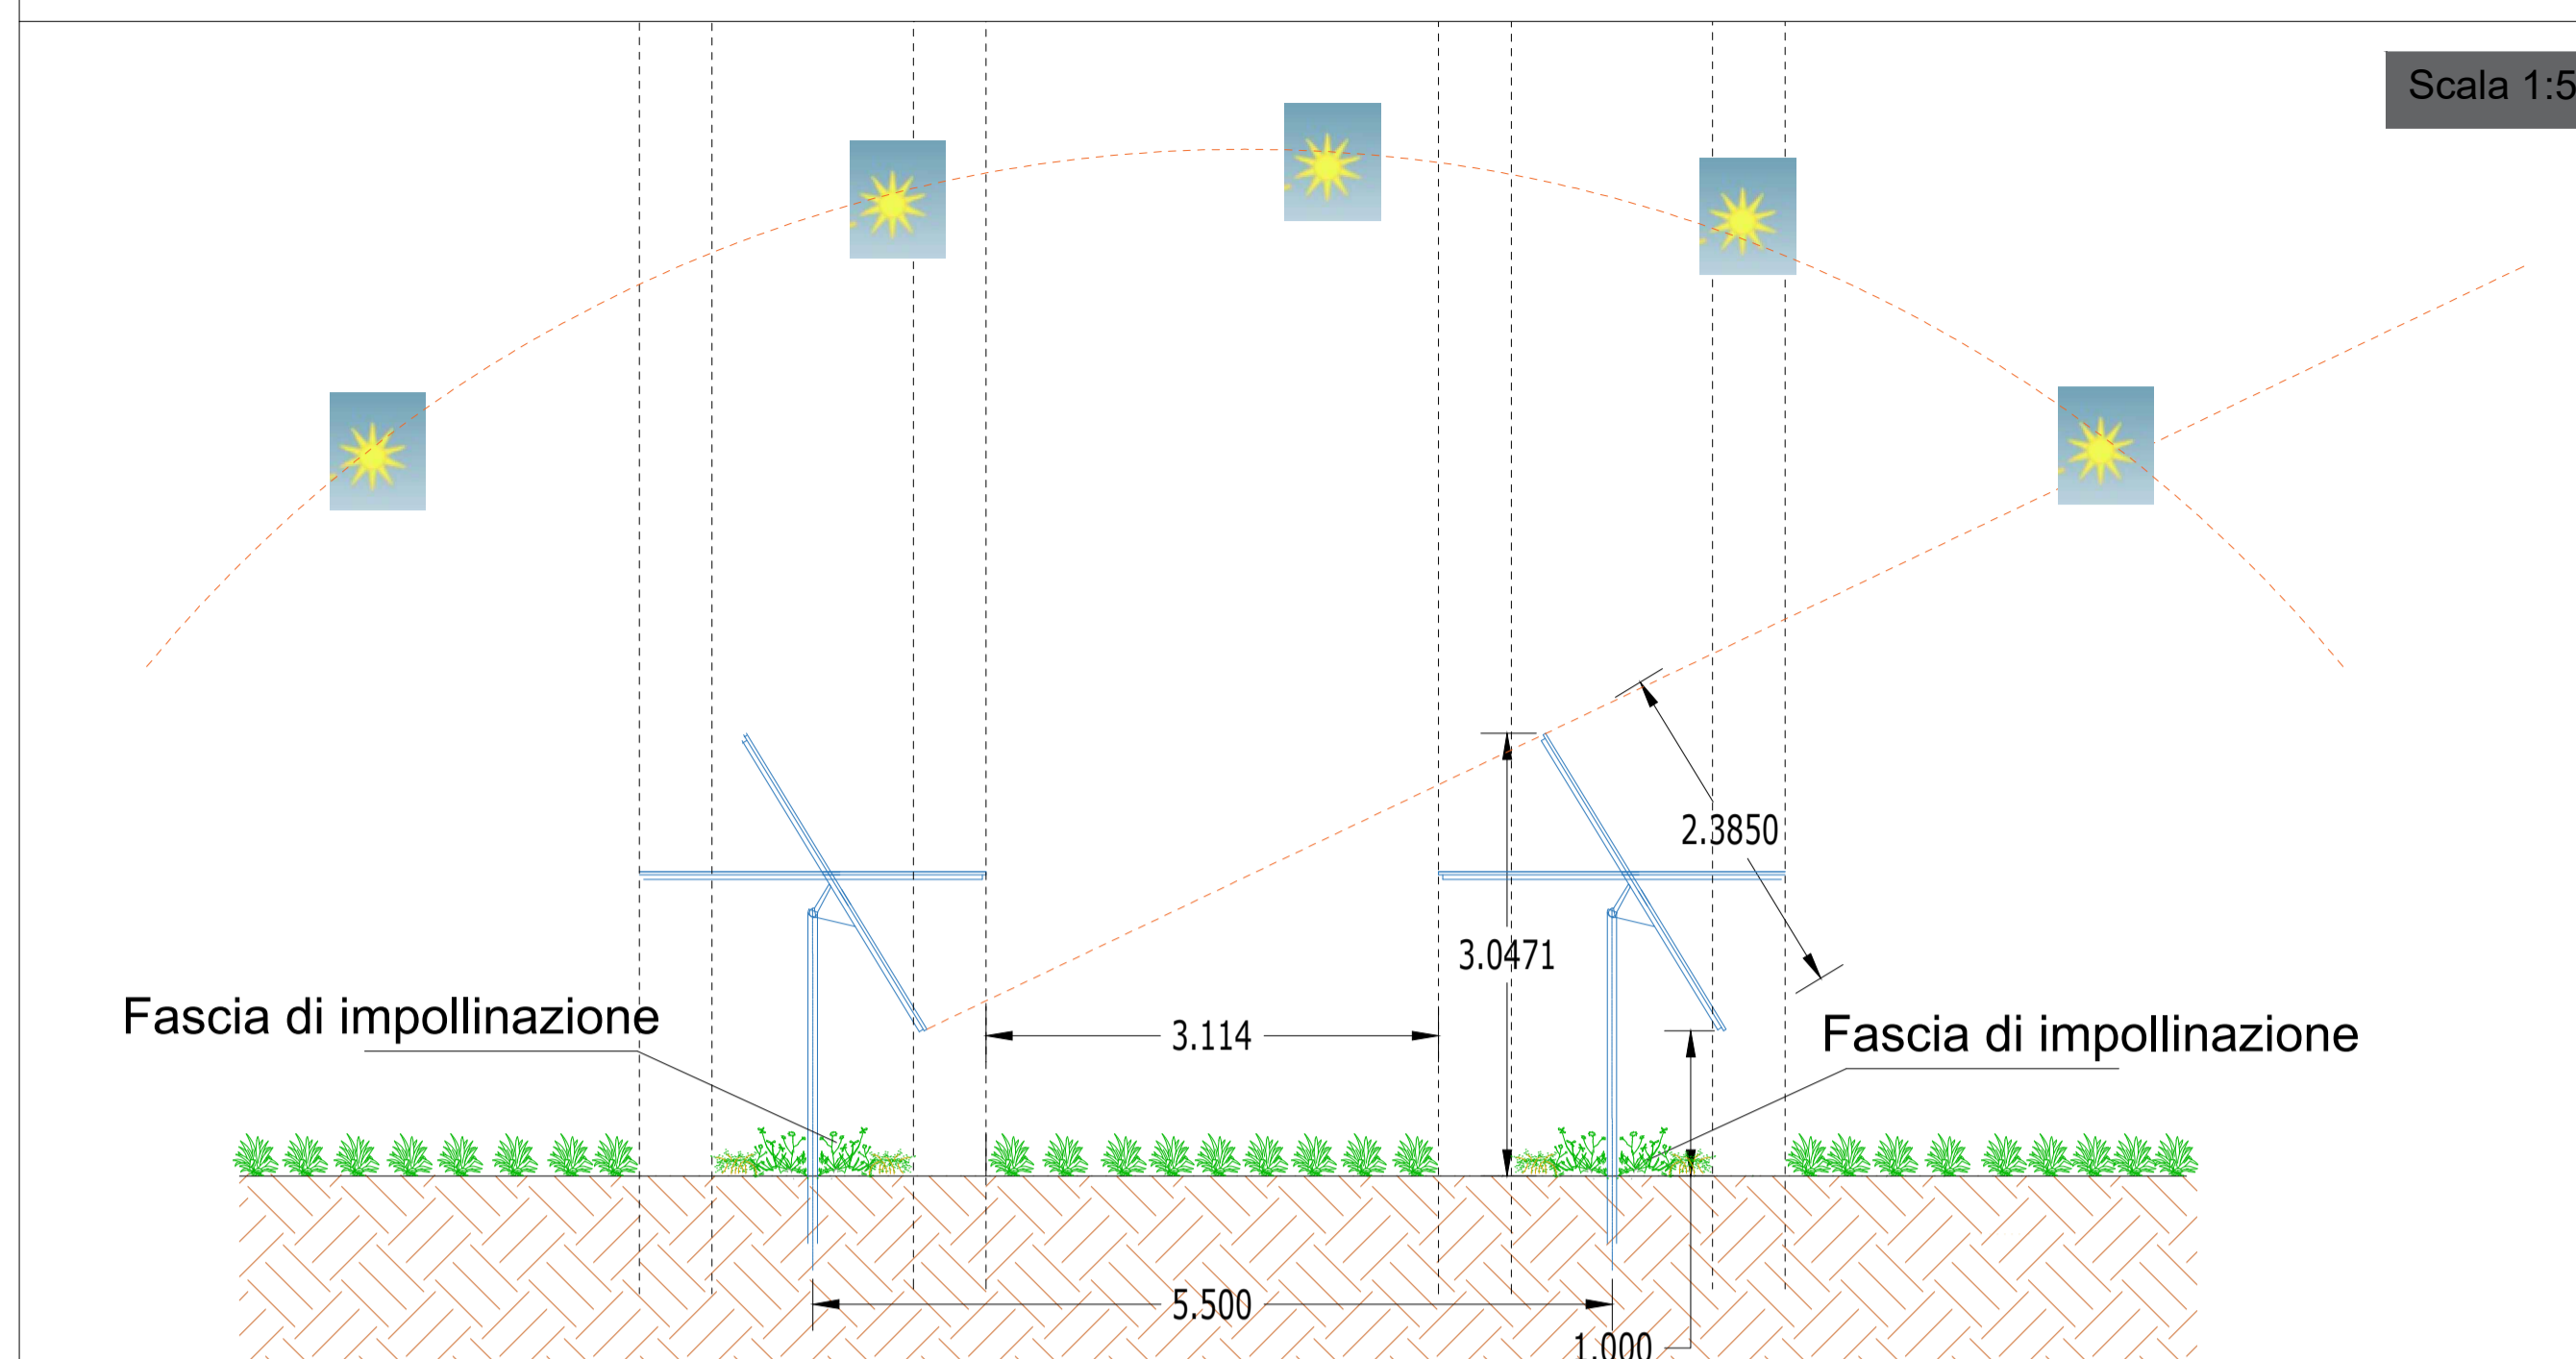 Scala 1:5
2.3850
3.0471
Fascia di impollinazione
3.114
Fascia di impollinazione
5.500
1.000